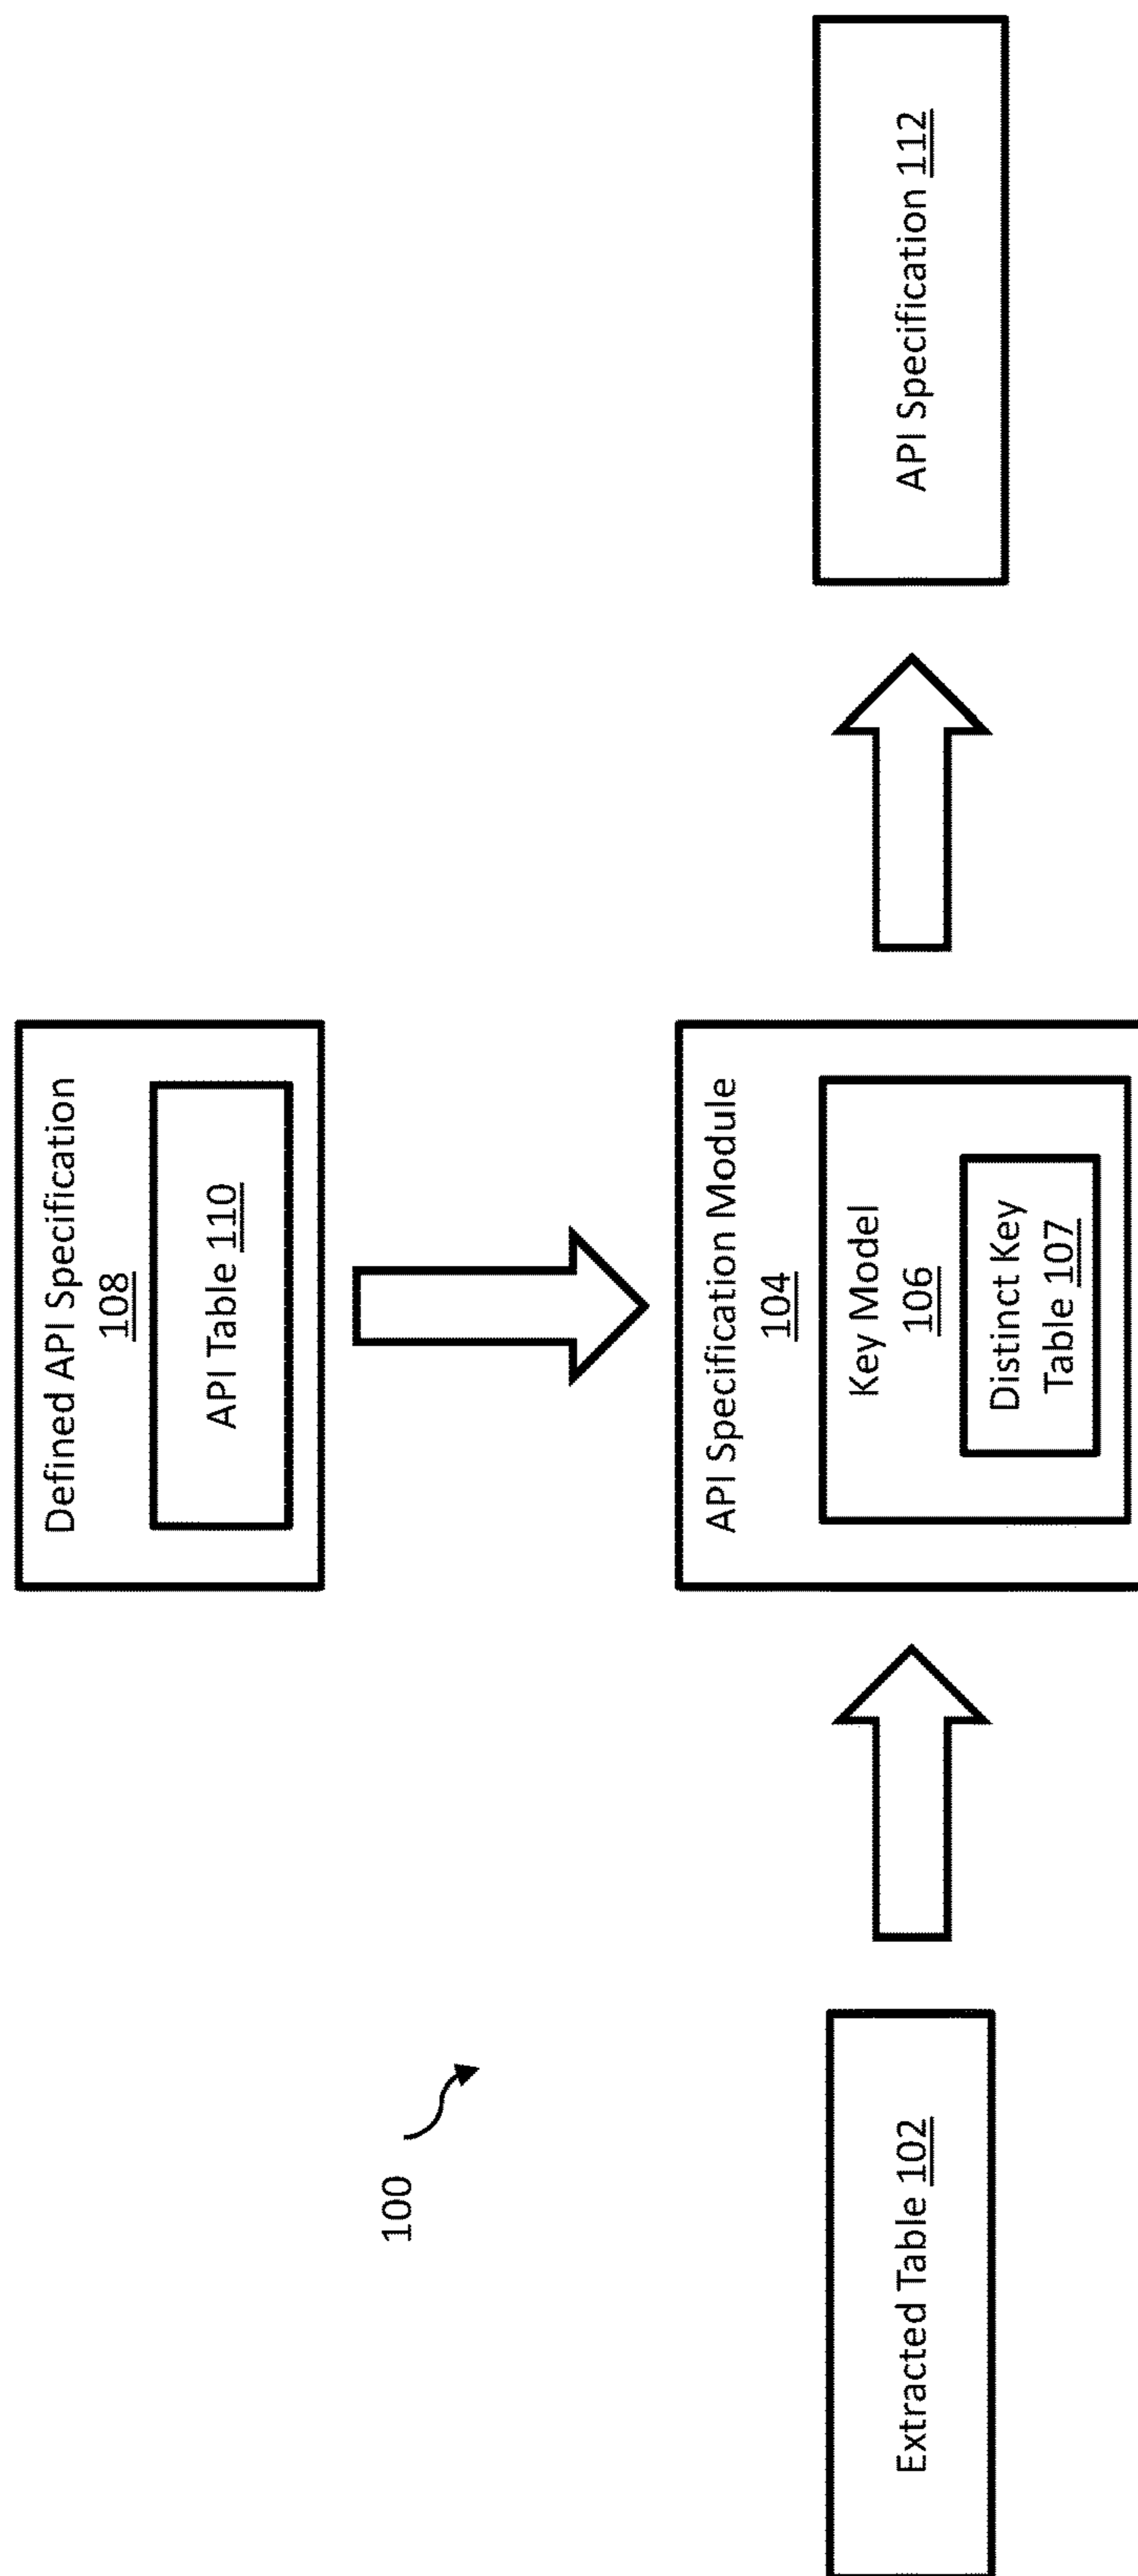 Defined API Specification
108
API Table 110
100
Extracted Table 102
API Specification Module
104
Key Model
106
Distinct Key
Table 107
API Specification 112